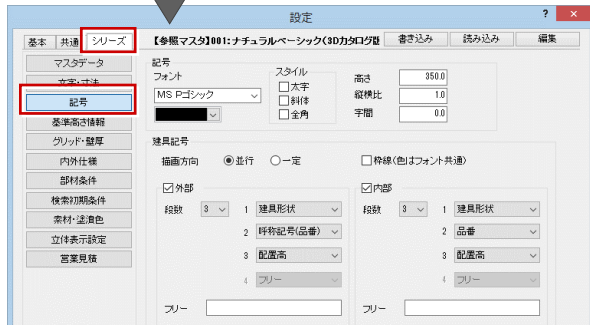 設定
? ×
基本 共通 シリーズ
【参照マスタ】001:ナチュラルベーシック(3Dカタログ 書き込み 読み込み 編集
マスタデータ
文字・寸法
記号
基準高さ情報
グリッド・壁厚
内外仕様
部材条件
検索初期条件
素材・塗潰色
立体表示設定
営業見積
記号
フォント
MS Pゴシック
スタイル
太字
斜体
全角
高さ 350.0
縦横比 1.0
字間 0.0
建具記号
描画方向 並行 一定 枠線(色はフォント共通)
外部
段数 3 1 建具形状
2 呼称記号(品番)
3 配置高
4 フリー
フリー
内部
段数 3 1 建具形状
2 品番
3 配置高
4 フリー
フリー